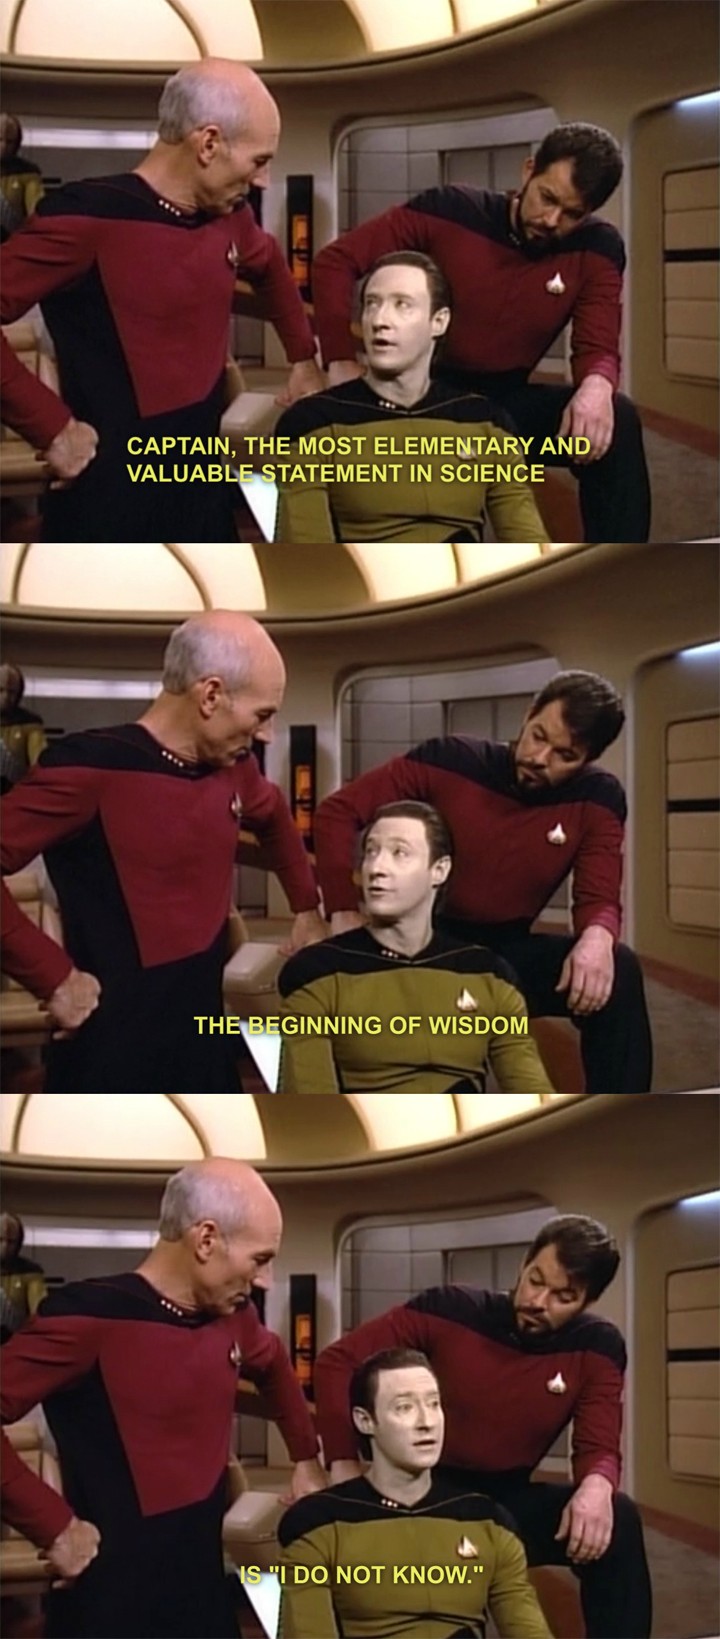 CAPTAIN, THE MOST ELEMENTARY AND
VALUABLE STATEMENT IN SCIENCE
THE BEGINNING OF WISDOM
IS "I DO NOT KNOW."